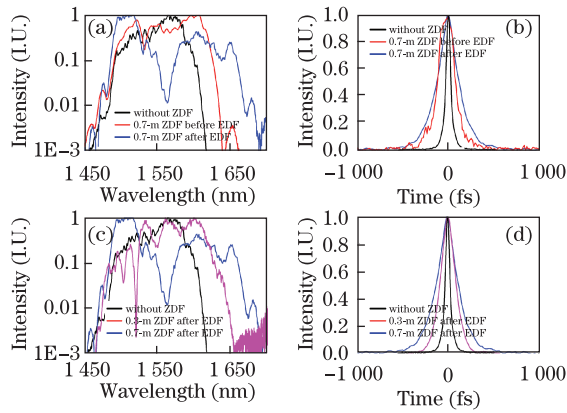 (a)
Intensity (I.U.)
1
0.1
0.01
1E−3
without ZDF
0.7-m ZDF before EDF
0.7-m ZDF after EDF
1 450 1 550 1 650
Wavelength (nm)
(b)
Intensity (I.U.)
1.0
0.8
0.6
0.4
0.2
0.0
without ZDF
0.7-m ZDF before EDF
0.7-m ZDF after EDF
−1 000 0 1 000
Time (fs)
(c)
Intensity (I.U.)
1
0.1
0.01
1E−3
without ZDF
0.3-m ZDF after EDF
0.7-m ZDF after EDF
1 450 1 550 1 650
Wavelength (nm)
(d)
Intensity (I.U.)
1.0
0.8
0.6
0.4
0.2
0.0
without ZDF
0.3-m ZDF after EDF
0.7-m ZDF after EDF
−1 000 0 1 000
Time (fs)